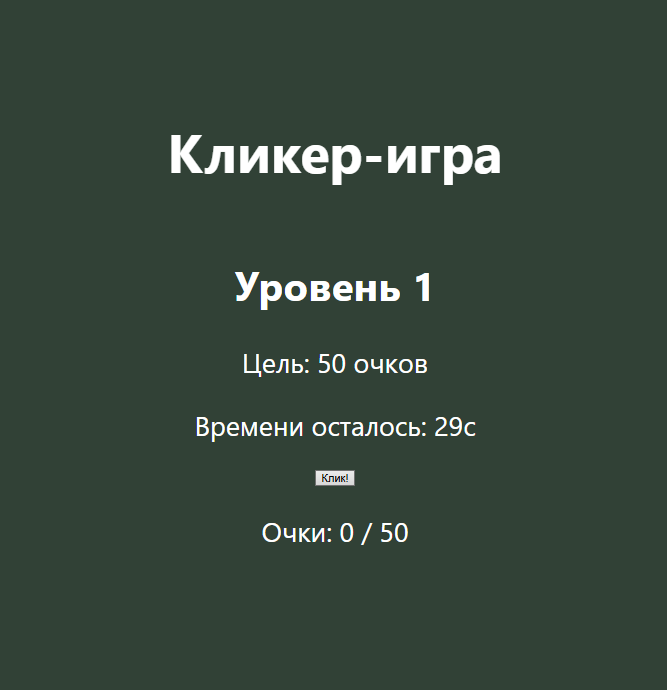 Кликер-игра
Уровень 1
Цель: 50 очков
Времени осталось: 29с
Клик!
Очки: 0 / 50